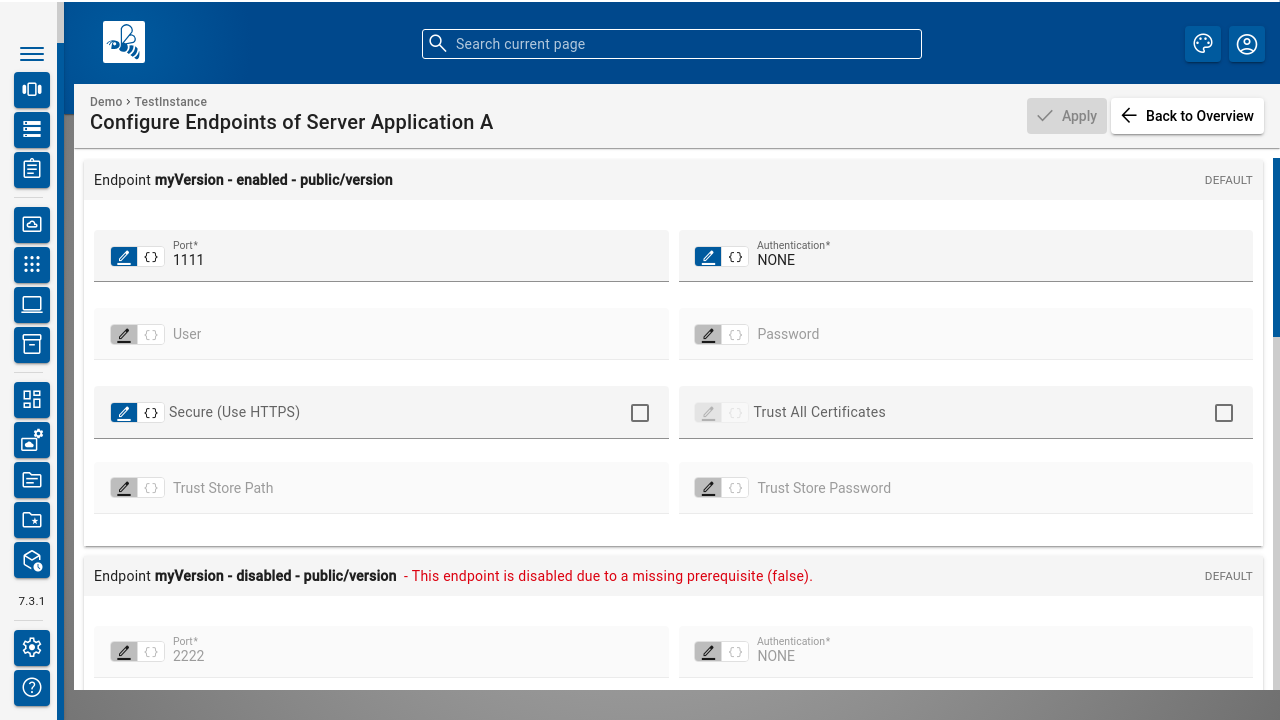 Search current page
Demo › TestInstance
Configure Endpoints of Server Application A
Apply
Back to Overview
Endpoint myVersion - enabled - public/version
DEFAULT
Port*
1111
Authentication*
NONE
User
Password
Secure (Use HTTPS)
Trust All Certificates
Trust Store Path
Trust Store Password
Endpoint myVersion - disabled - public/version - This endpoint is disabled due to a missing prerequisite (false).
DEFAULT
Port*
2222
Authentication*
NONE
7.3.1